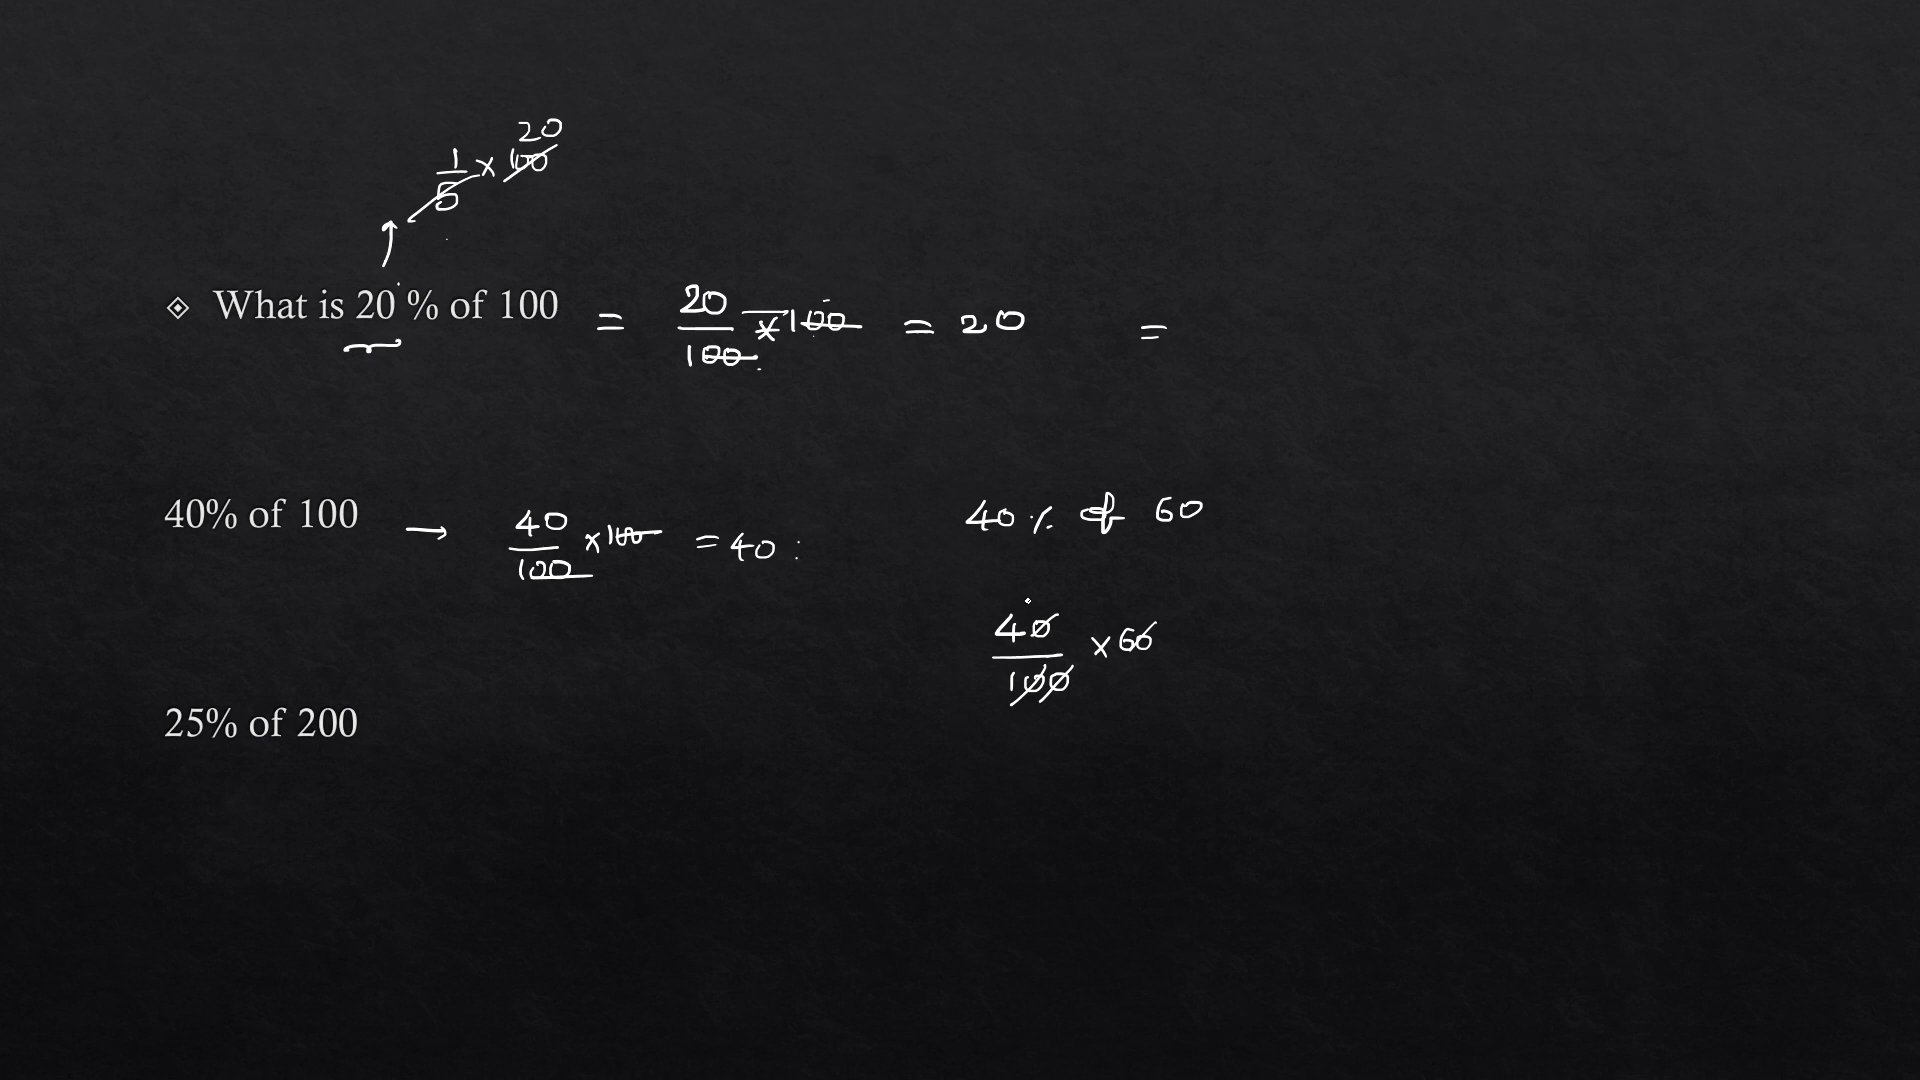 1/5 x 100 20
What is 20 % of 100 = 20/100 x 100 = 20 =
40% of 100 → 40/100 x 100 = 40
40% of 60
40/100 x 60
25% of 200